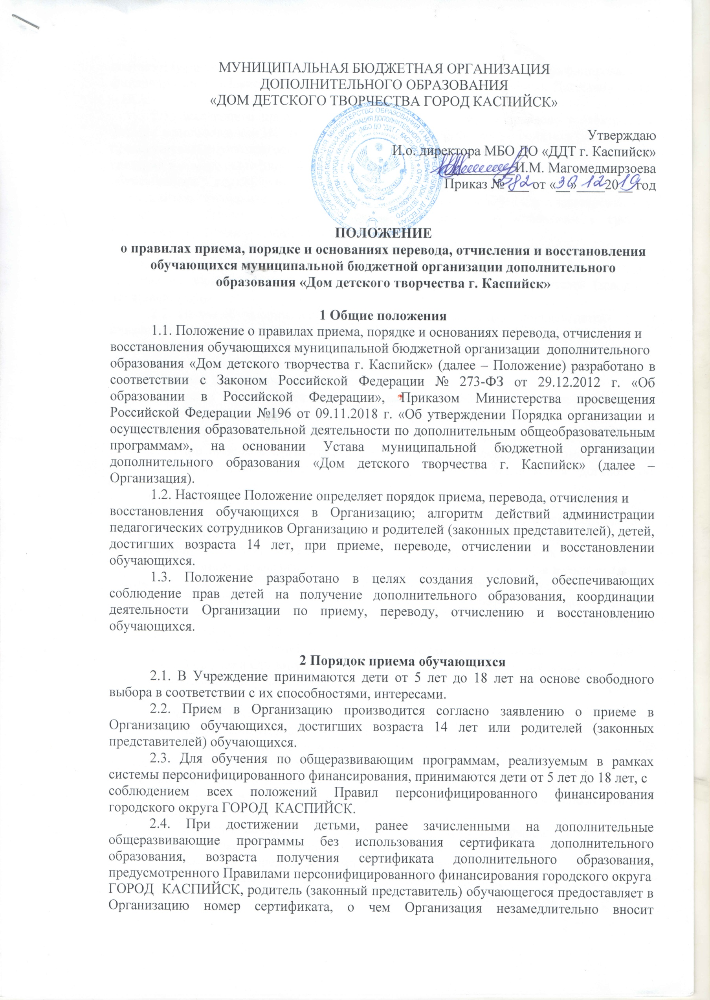 МУНИЦИПАЛЬНАЯ БЮДЖЕТНАЯ ОРГАНИЗАЦИЯ
ДОПОЛНИТЕЛЬНОГО ОБРАЗОВАНИЯ
«ДОМ ДЕТСКОГО ТВОРЧЕСТВА ГОРОД КАСПИЙСК»
Утверждаю
И.о. директора МБО ДО «ДДТ г. Каспийск»
И.М. Магомедмирзоева
Приказ № 582 от «30» 12 2019 год
ПОЛОЖЕНИЕ
о правилах приема, порядке и основаниях перевода, отчисления и восстановления
обучающихся муниципальной бюджетной организации дополнительного
образования «Дом детского творчества г. Каспийск»
1 Общие положения
1.1. Положение о правилах приема, порядке и основаниях перевода, отчисления и
восстановления обучающихся муниципальной бюджетной организации дополнительного
образования «Дом детского творчества г. Каспийск» (далее – Положение) разработано в
соответствии с Законом Российской Федерации № 273-ФЗ от 29.12.2012 г. «Об
образовании в Российской Федерации», Приказом Министерства просвещения
Российской Федерации №196 от 09.11.2018 г. «Об утверждении Порядка организации и
осуществления образовательной деятельности по дополнительным общеобразовательным
программам», на основании Устава муниципальной бюджетной организации
дополнительного образования «Дом детского творчества г. Каспийск» (далее –
Организация).
1.2. Настоящее Положение определяет порядок приема, перевода, отчисления и
восстановления обучающихся в Организацию; алгоритм действий администрации
педагогических сотрудников Организацию и родителей (законных представителей), детей,
достигших возраста 14 лет, при приеме, переводе, отчислении и восстановлении
обучающихся.
1.3. Положение разработано в целях создания условий, обеспечивающих
соблюдение прав детей на получение дополнительного образования, координации
деятельности Организации по приему, переводу, отчислению и восстановлению
обучающихся.
2 Порядок приема обучающихся
2.1. В Учреждение принимаются дети от 5 лет до 18 лет на основе свободного
выбора в соответствии с их способностями, интересами.
2.2. Прием в Организацию производится согласно заявлению о приеме в
Организацию обучающихся, достигших возраста 14 лет или родителей (законных
представителей) обучающихся.
2.3. Для обучения по общеразвивающим программам, реализуемым в рамках
системы персонифицированного финансирования, принимаются дети от 5 лет до 18 лет, с
соблюдением всех положений Правил персонифицированного финансирования
городского округа ГОРОД КАСПИЙСК.
2.4. При достижении детьми, ранее зачисленными на дополнительные
общеразвивающие программы без использования сертификата дополнительного
образования, возраста получения сертификата дополнительного образования,
предусмотренного Правилами персонифицированного финансирования городского округа
ГОРОД КАСПИЙСК, родитель (законный представитель) обучающегося предоставляет в
Организацию номер сертификата, о чем Организация незамедлительно вносит